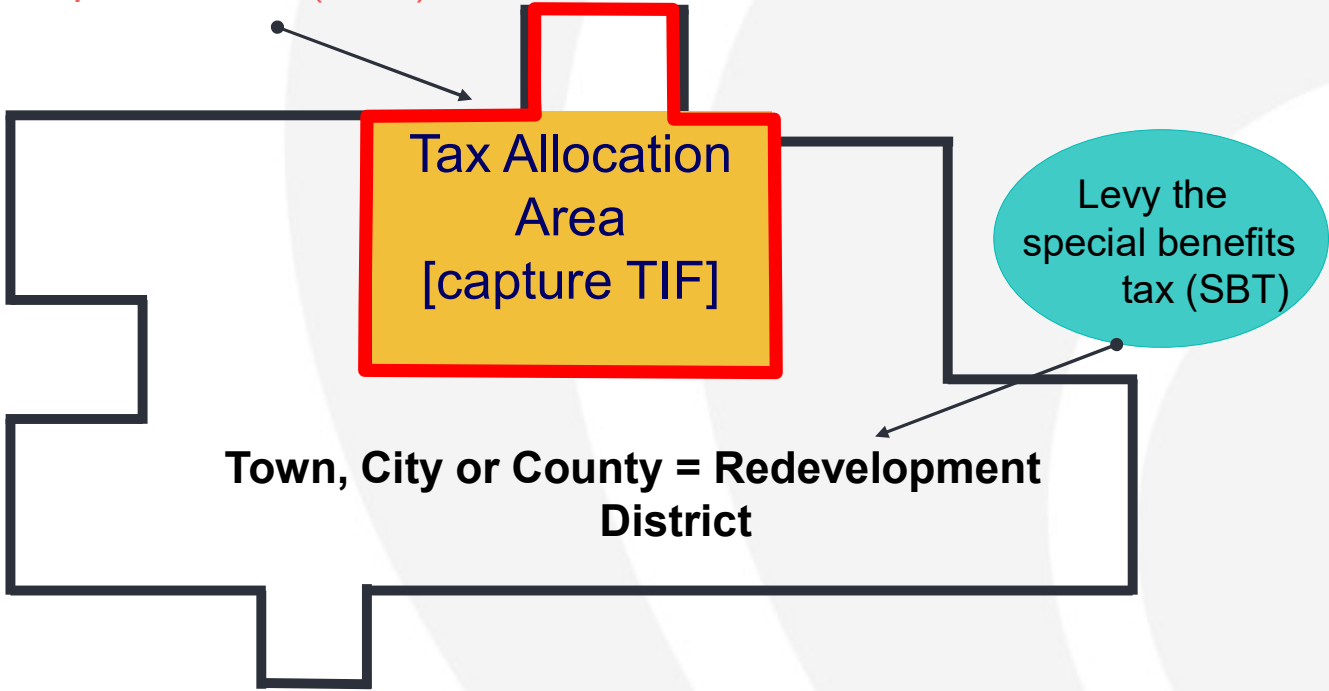 Tax Allocation
Area
[capture TIF]
Levy the
special benefits
tax (SBT)
Town, City or County = Redevelopment
District